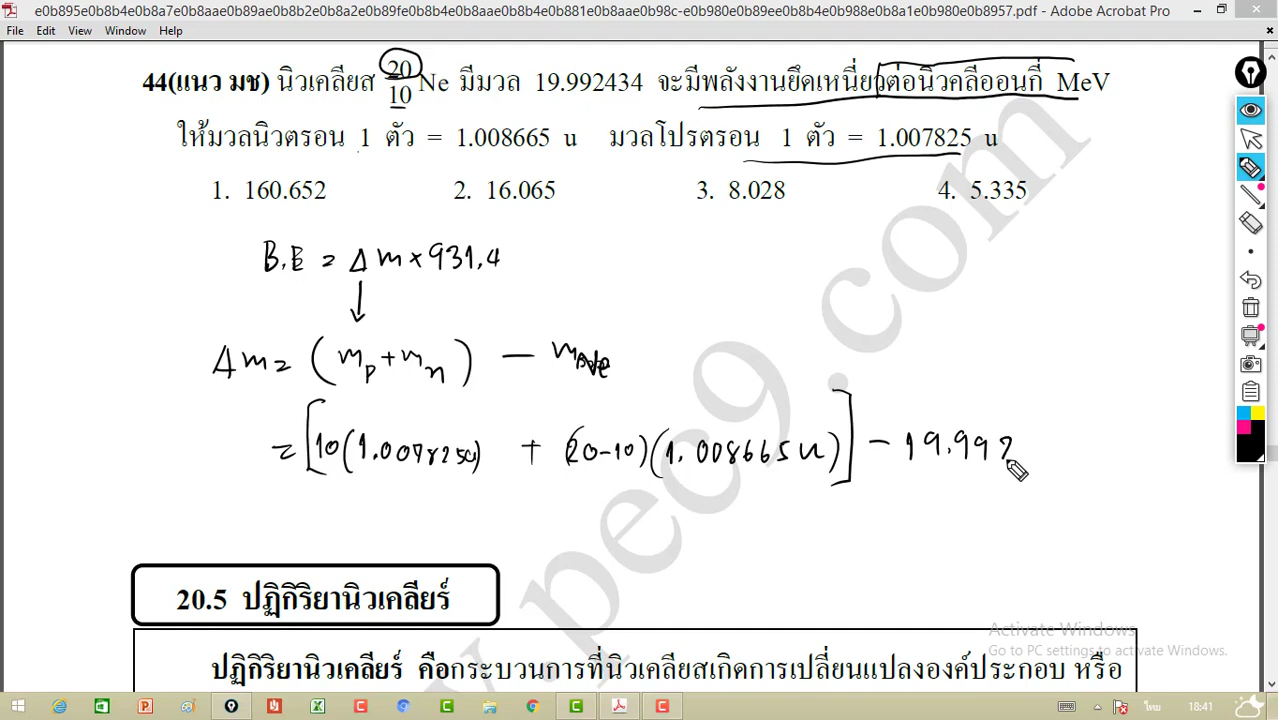 e0b895e0b8a7e0b8aae0b89ae0b8b2e0b8a2e0b89fe0b8b4e0b8aae0b8b4e0b881e0b8aae0b98c-e0b980e0b89ee0b8b4e0b988e0b8a1e0b980e0b8957.pdf - Adobe Acrobat Pro
File Edit View Window Help
44(แนว มช) นิวเคลียส 20 10 Ne มีมวล 19.992434 จะมีพลังงานยึดเหนี่ยวต่อนิวคลีออนกี่ MeV
ให้มวลนิวตรอน 1 ตัว = 1.008665 u มวลโปรตรอน 1 ตัว = 1.007825 u
1. 160.652 2. 16.065 3. 8.028 4. 5.335
B.E = Δm×931.4
Δm= (mp+mn) - m
= [10(1.007825u) + (20-10)(1.008665u)] - 19.992
20.5 ปฏิกิริยานิวเคลียร์
ปฏิกิริยานิวเคลียร์ คือกระบวนการที่นิวเคลียสเกิดการเปลี่ยนแปลงองค์ประกอบ หรือ
.pec9.com
Activate Windows
Go to PC settings to activate Windows.
ไทย 18:41